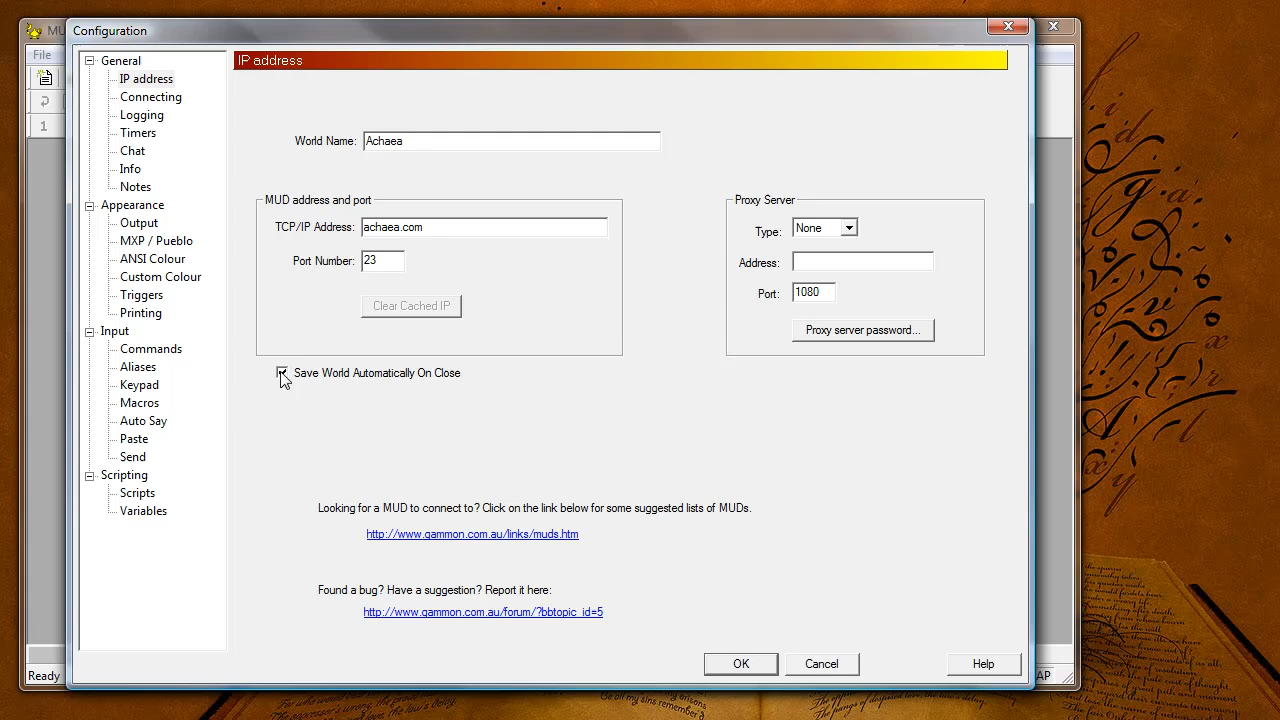 MU
Configuration
File
1
General
IP address
Connecting
Logging
Timers
Chat
Info
Notes
Appearance
Output
MXP / Pueblo
ANSI Colour
Custom Colour
Triggers
Printing
Input
Commands
Aliases
Keypad
Macros
Auto Say
Paste
Send
Scripting
Scripts
Variables
IP address
World Name: Achaea
MUD address and port
TCP/IP Address: achaea.com
Port Number: 23
Clear Cached IP
Proxy Server
Type: None
Address:
Port: 1080
Proxy server password...
Save World Automatically On Close
Looking for a MUD to connect to? Click on the link below for some suggested lists of MUDs.
http://www.gammon.com.au/links/muds.htm
Found a bug? Have a suggestion? Report it here:
http://www.gammon.com.au/forum/?bbtopic_id=5
OK
Cancel
Help
Ready
AP